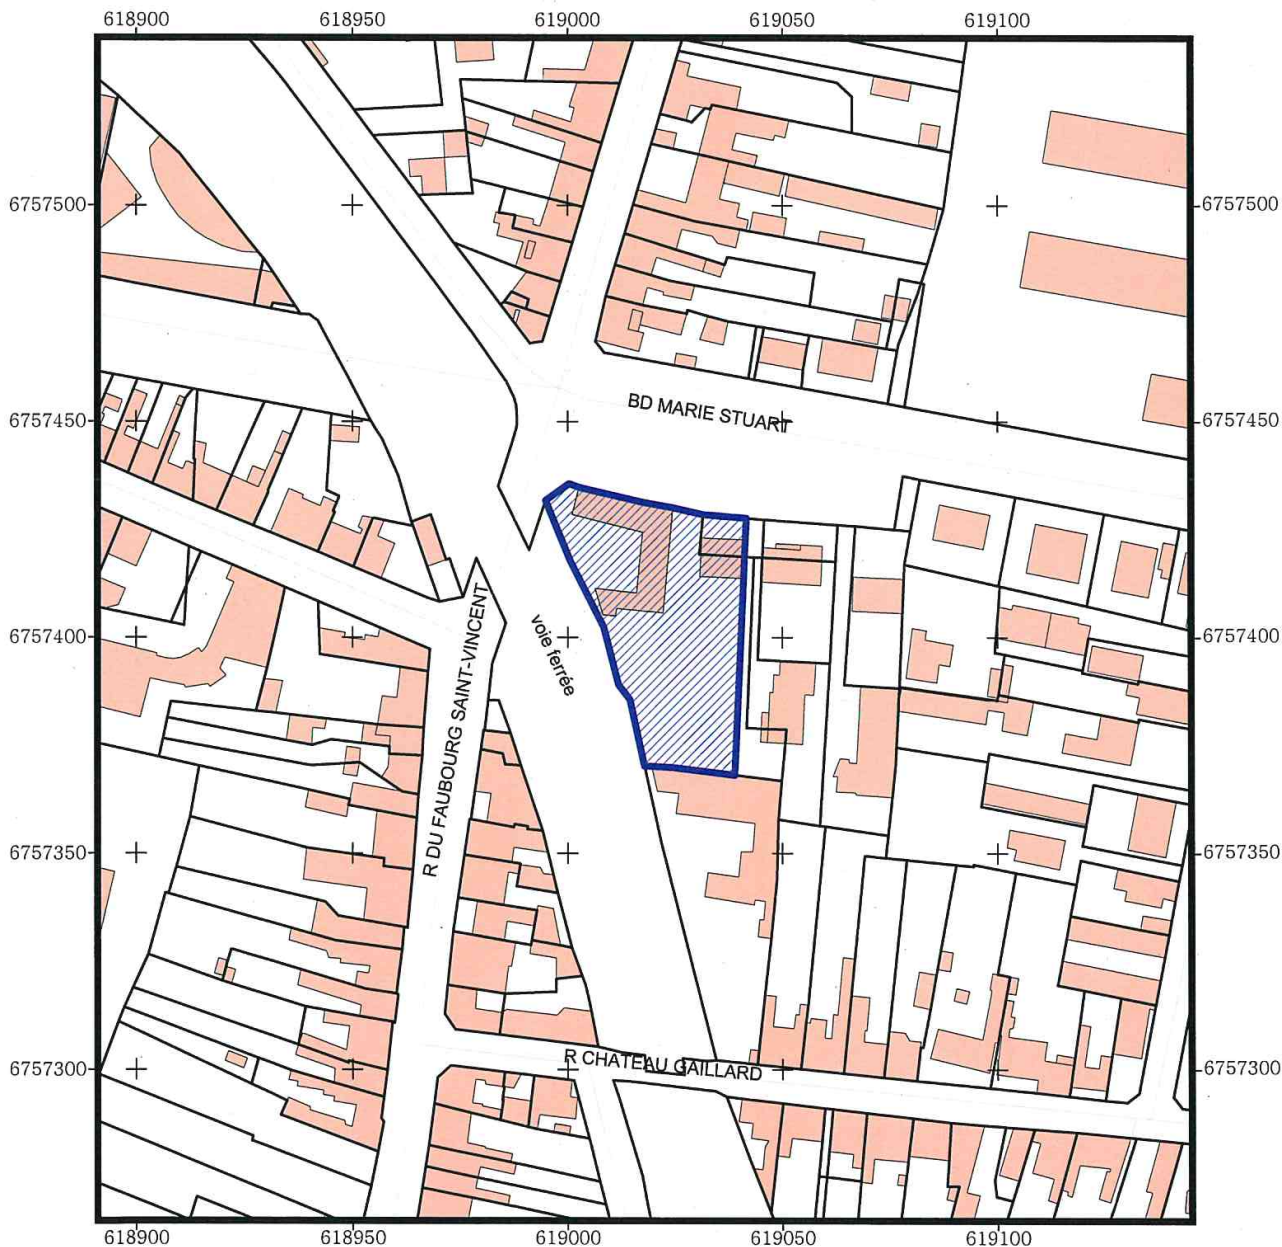 618900 618950 619000 619050 619100
6757500 6757500
BD MARIE STUART
6757450 6757450
6757400 6757400
voie ferrée
R DU FAUBOURG SAINT-VINCENT
6757350 6757350
R CHATEAU GAILLARD
6757300 6757300
618900 618950 619000 619050 619100